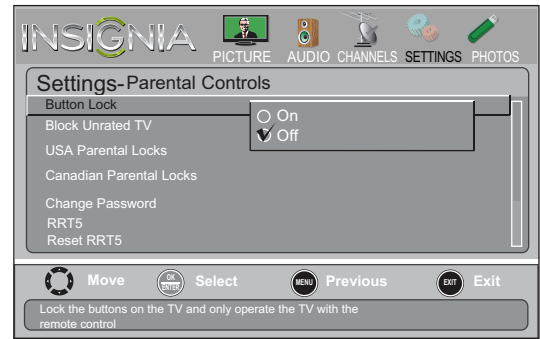 INSIGNIA
PICTURE AUDIO CHANNELS SETTINGS PHOTOS
Settings-Parental Controls
Button Lock
On
Off
Block Unrated TV
USA Parental Locks
Canadian Parental Locks
Change Password
RRT5
Reset RRT5
Move OK ENTER Select MENU Previous EXIT Exit
Lock the buttons on the TV and only operate the TV with the
remote control